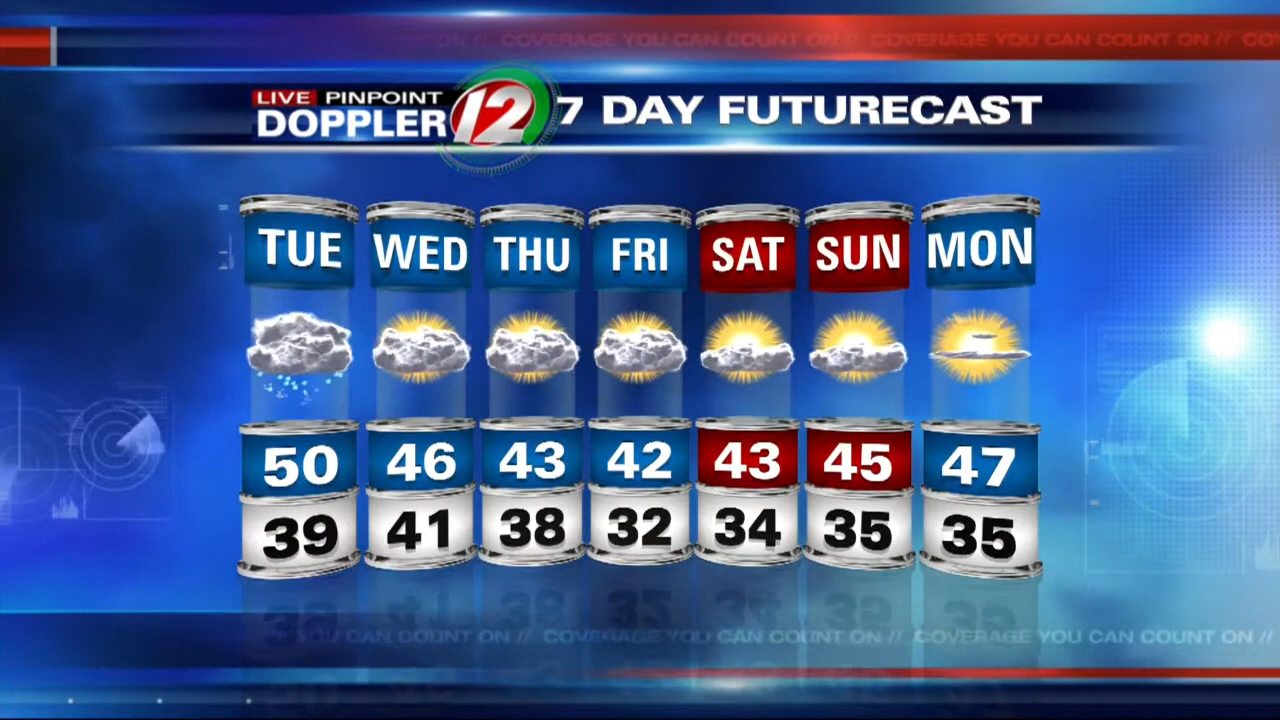 ON // COVERAGE YOU CAN COUNT ON // COVERAGE YOU CAN COUNT ON // CO
LIVE PINPOINT
DOPPLER 12 7 DAY FUTURECAST
TUE WED THU FRI SAT SUN MON
50 46 43 42 43 45 47
39 41 38 32 34 35 35
YOU CAN COUNT ON // COVERAGE YOU CAN COUNT ON // COVERAGE YOU CAN COUNT ON //